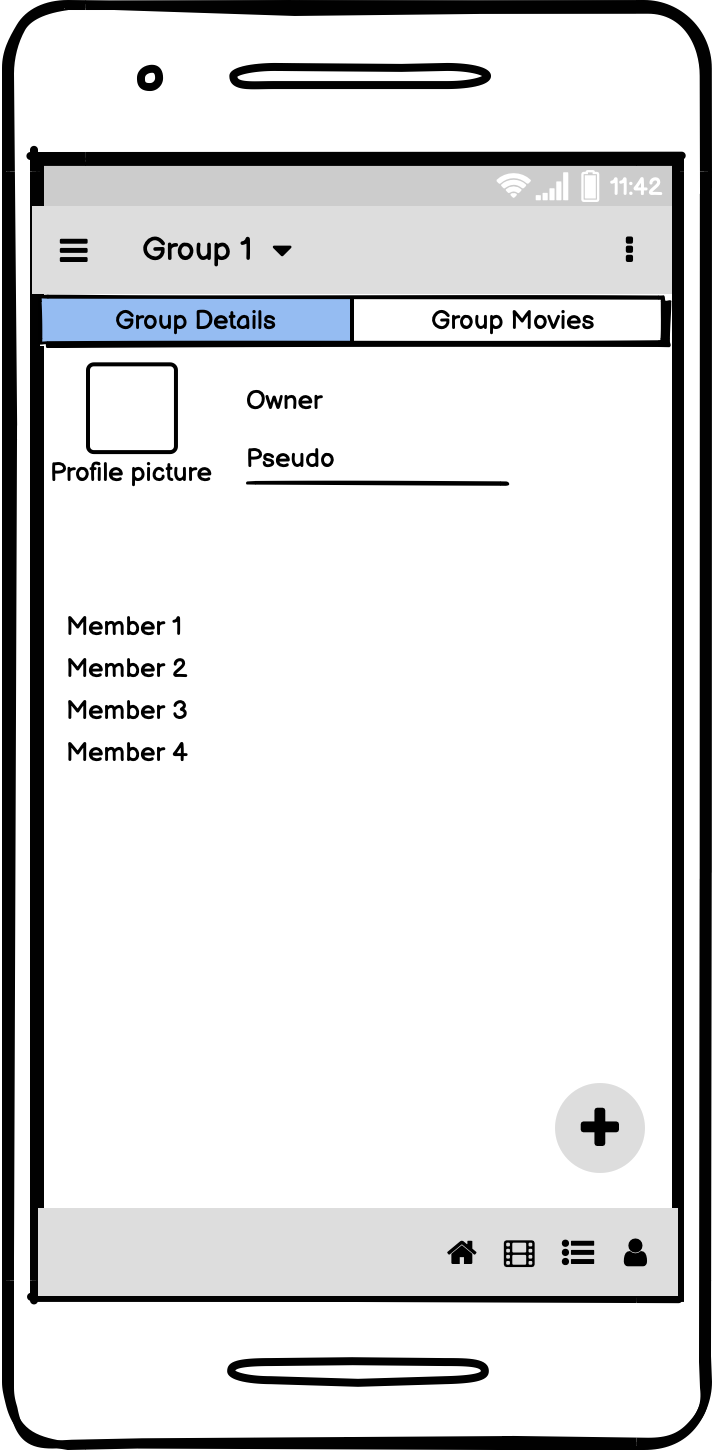 11:42
Group 1
Group Details
Group Movies
Owner
Pseudo
Profile picture
Member 1
Member 2
Member 3
Member 4